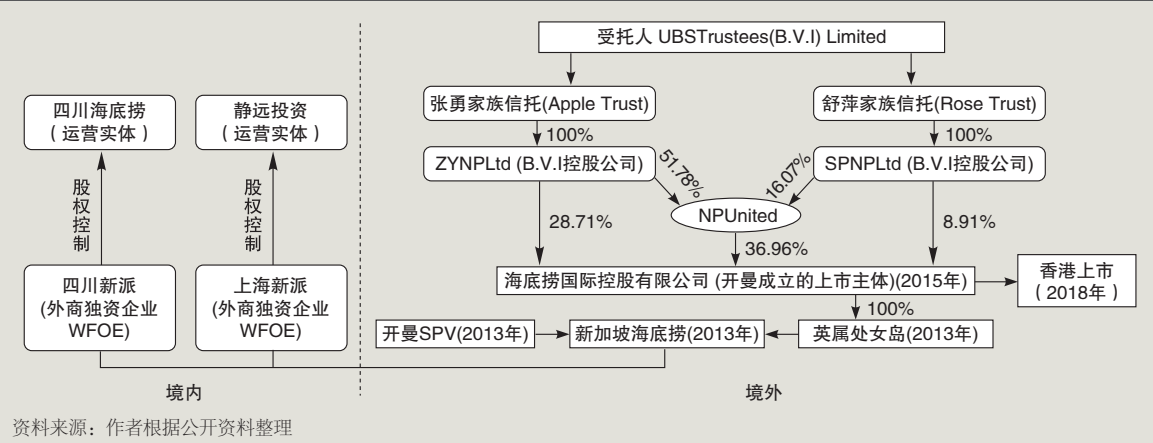 受托人 UBSTrustees(B.V.I) Limited
四川海底捞
（运营实体）
静远投资
（运营实体）
张勇家族信托(Apple Trust)
舒萍家族信托(Rose Trust)
100%
100%
ZYNPLtd (B.V.I控股公司)
SPNPLtd (B.V.I控股公司)
51.78%
16.07%
股权控制
股权控制
NPUnited
28.71%
8.91%
36.96%
四川新派
(外商独资企业
WFOE)
上海新派
(外商独资企业
WFOE)
海底捞国际控股有限公司 (开曼成立的上市主体)(2015年)
香港上市
（2018年）
100%
开曼SPV(2013年)
新加坡海底捞(2013年)
英属处女岛(2013年)
境内
境外
资料来源：作者根据公开资料整理